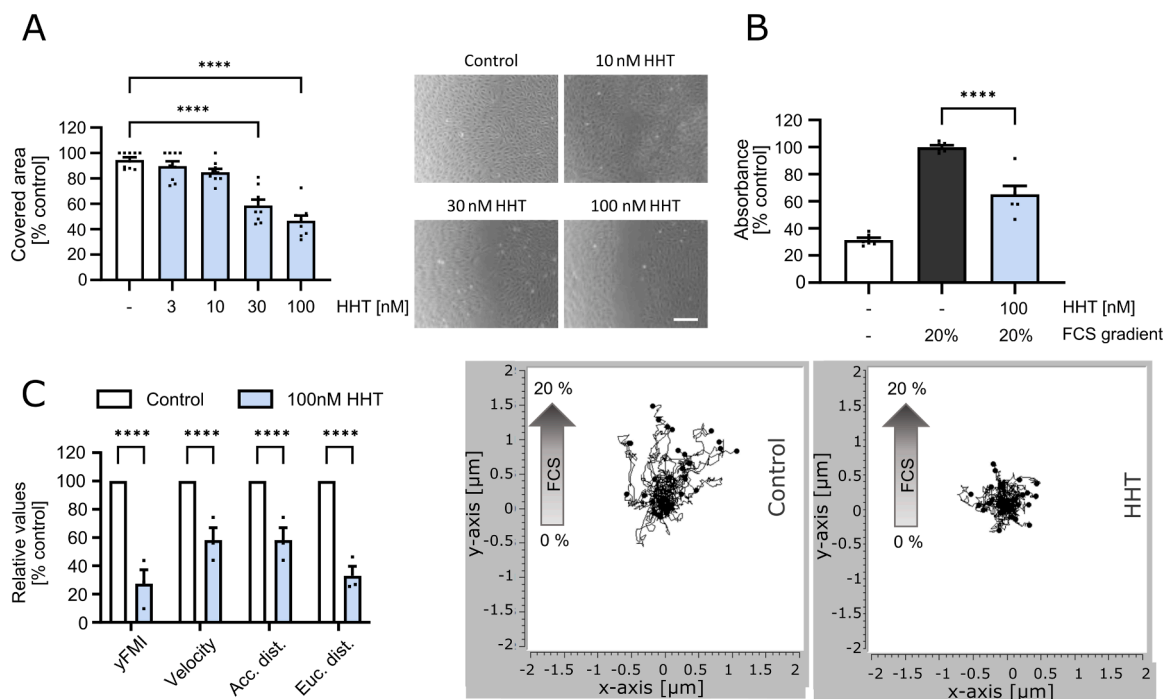 A
Covered area
[% control]
120
100
80
60
40
20
0
****
****
- 3 10 30 100 HHT [nM]
Control
10 nM HHT
30 nM HHT
100 nM HHT
B
Absorbance
[% control]
120
100
80
60
40
20
0
****
- - 100 HHT [nM]
- 20% 20% FCS gradient
C
Control
100nM HHT
Relative values
[% control]
120
100
80
60
40
20
0
**** **** **** ****
yFMI
Velocity
Acc. dist.
Euc. dist.
y-axis [µm]
2
1.5
1
0.5
0
-0.5
-1
-1.5
-2
20 %
FCS
0 %
Control
-2 -1.5 -1 -0.5 0 0.5 1 1.5 2
x-axis [µm]
y-axis [µm]
2
1.5
1
0.5
0
-0.5
-1
-1.5
-2
20 %
FCS
0 %
HHT
-2 -1.5 -1 -0.5 0 0.5 1 1.5 2
x-axis [µm]